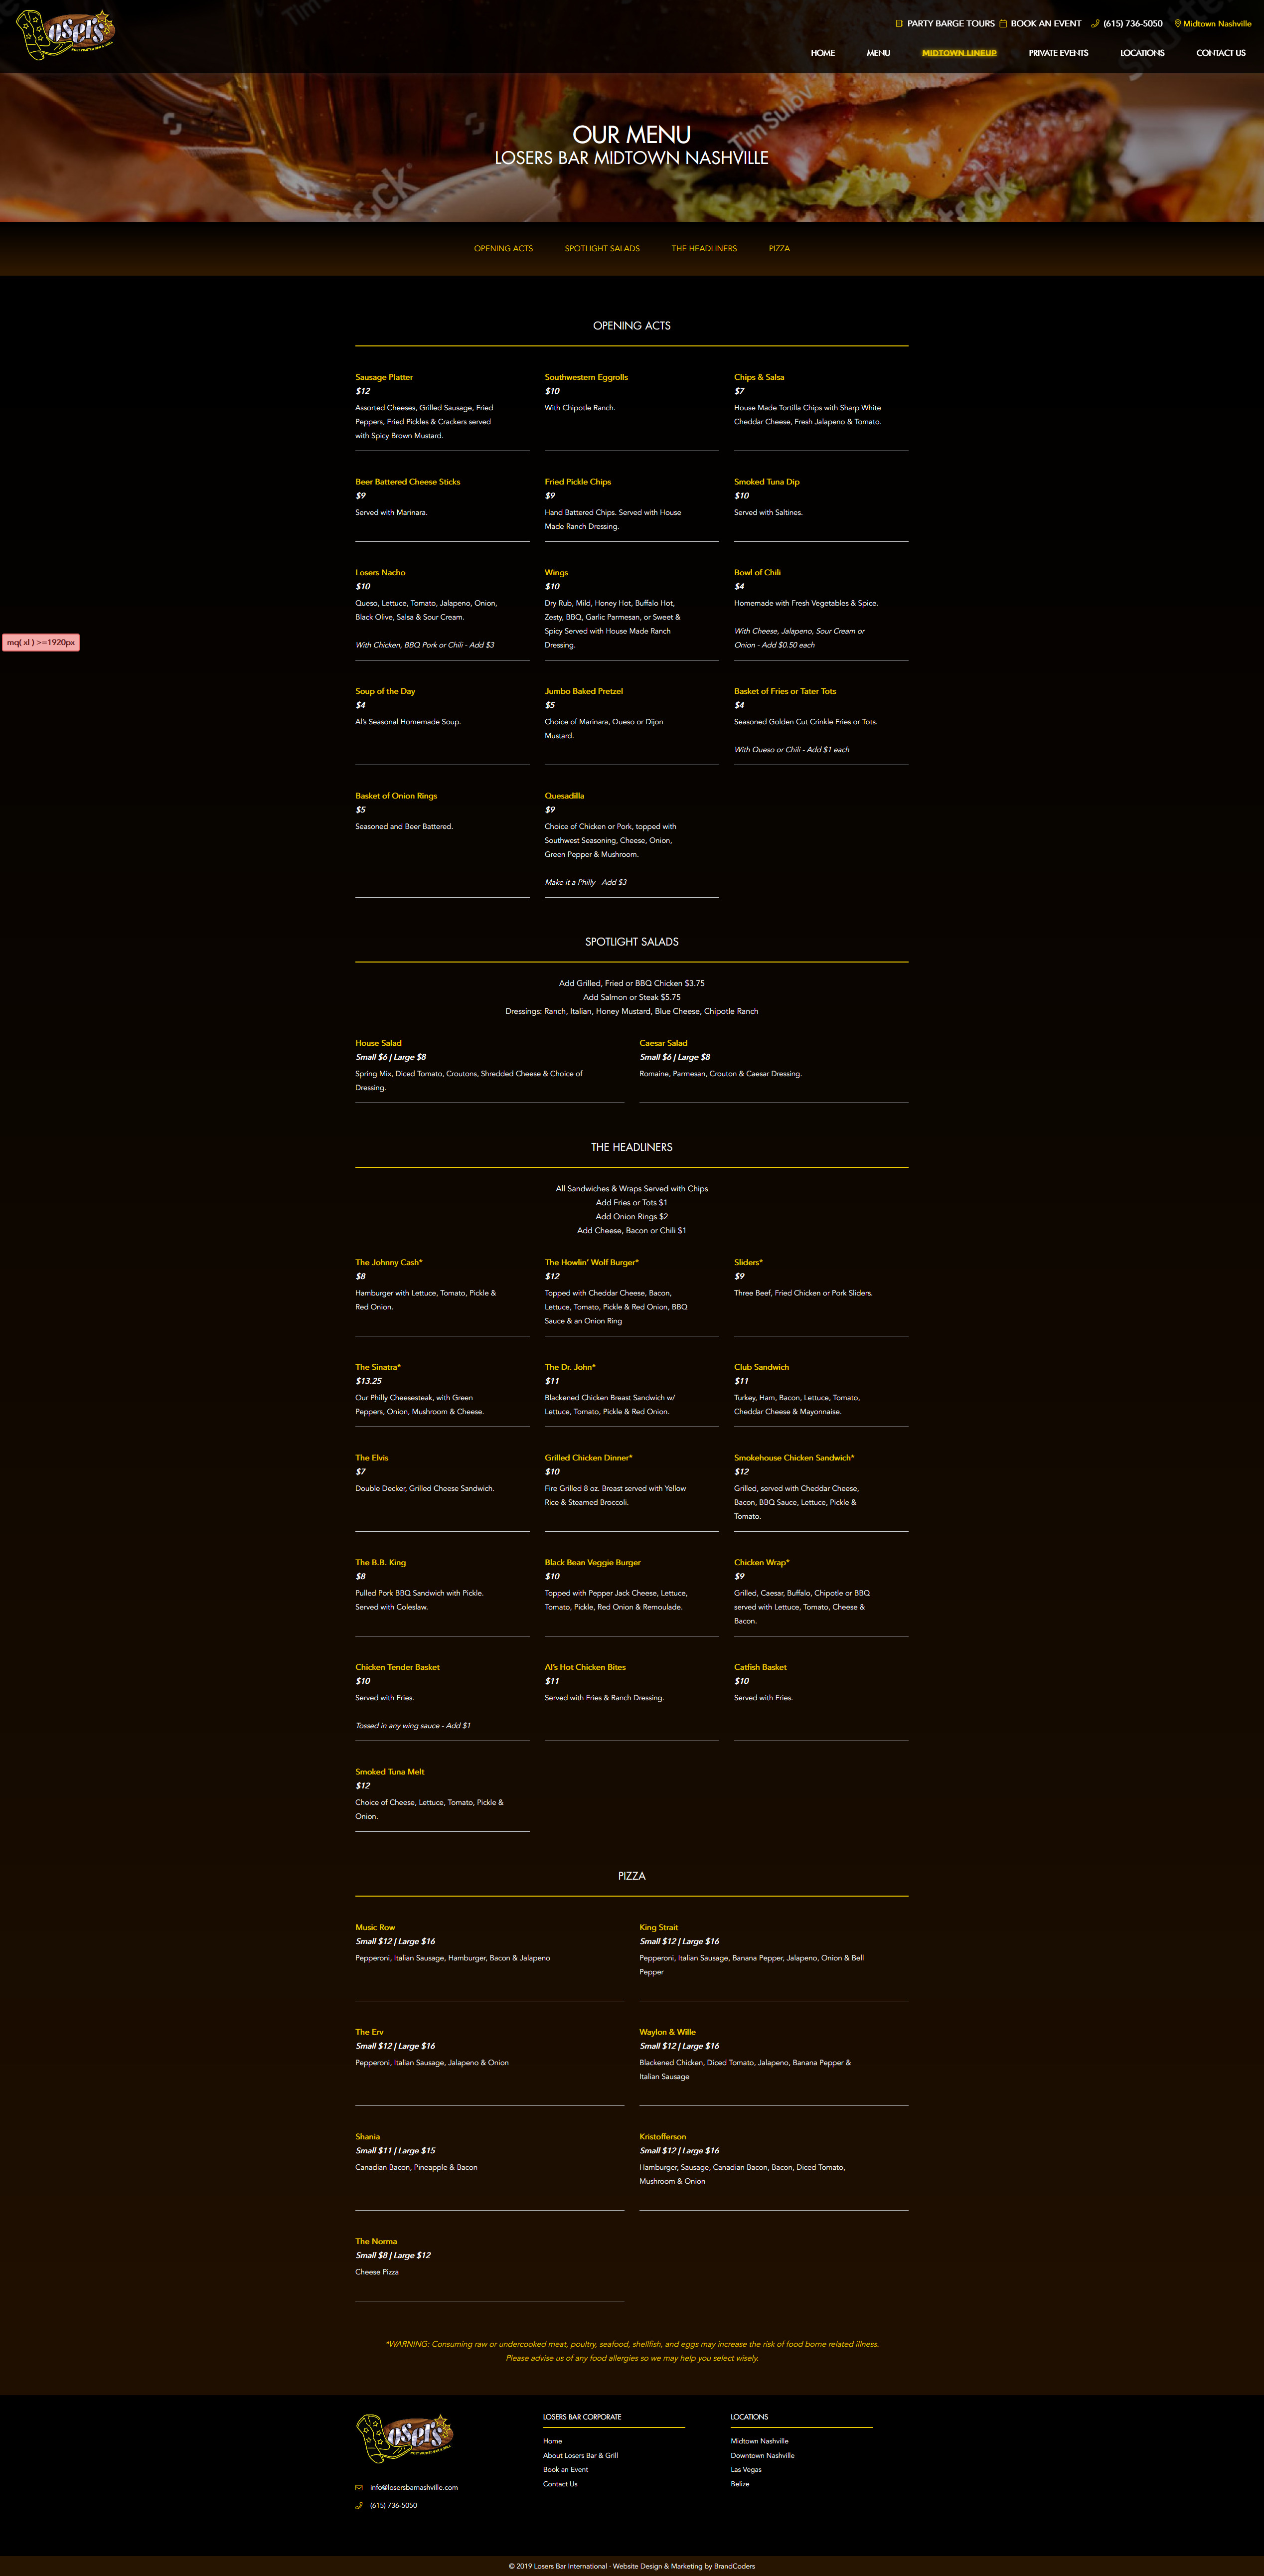 Losers
MOST WANTED BAR & GRILL
PARTY BARGE TOURS
BOOK AN EVENT
(615) 736-5050
Midtown Nashville
HOME
MENU
MIDTOWN LINEUP
PRIVATE EVENTS
LOCATIONS
CONTACT US
Tim Sulov
OUR MENU
LOSERS BAR MIDTOWN NASHVILLE
OPENING ACTS
SPOTLIGHT SALADS
THE HEADLINERS
PIZZA
OPENING ACTS
Sausage Platter
$12
Assorted Cheeses, Grilled Sausage, Fried
Peppers, Fried Pickles & Crackers served
with Spicy Brown Mustard.
Southwestern Eggrolls
$10
With Chipotle Ranch.
Chips & Salsa
$7
House Made Tortilla Chips with Sharp White
Cheddar Cheese, Fresh Jalapeno & Tomato.
Beer Battered Cheese Sticks
$9
Served with Marinara.
Fried Pickle Chips
$9
Hand Battered Chips. Served with House
Made Ranch Dressing.
Smoked Tuna Dip
$10
Served with Saltines.
Losers Nacho
$10
Queso, Lettuce, Tomato, Jalapeno, Onion,
Black Olive, Salsa & Sour Cream.
With Chicken, BBQ Pork or Chili - Add $3
Wings
$10
Dry Rub, Mild, Honey Hot, Buffalo Hot,
Zesty, BBQ, Garlic Parmesan, or Sweet &
Spicy Served with House Made Ranch
Dressing.
Bowl of Chili
$4
Homemade with Fresh Vegetables & Spice.
With Cheese, Jalapeno, Sour Cream or
Onion - Add $0.50 each
mq( xl ) >=1920px
Soup of the Day
$4
Al's Seasonal Homemade Soup.
Jumbo Baked Pretzel
$5
Choice of Marinara, Queso or Dijon
Mustard.
Basket of Fries or Tater Tots
$4
Seasoned Golden Cut Crinkle Fries or Tots.
With Queso or Chili - Add $1 each
Basket of Onion Rings
$5
Seasoned and Beer Battered.
Quesadilla
$9
Choice of Chicken or Pork, topped with
Southwest Seasoning, Cheese, Onion,
Green Pepper & Mushroom.
Make it a Philly - Add $3
SPOTLIGHT SALADS
Add Grilled, Fried or BBQ Chicken $3.75
Add Salmon or Steak $5.75
Dressings: Ranch, Italian, Honey Mustard, Blue Cheese, Chipotle Ranch
House Salad
Small $6 | Large $8
Spring Mix, Diced Tomato, Croutons, Shredded Cheese & Choice of
Dressing.
Caesar Salad
Small $6 | Large $8
Romaine, Parmesan, Crouton & Caesar Dressing.
THE HEADLINERS
All Sandwiches & Wraps Served with Chips
Add Fries or Tots $1
Add Onion Rings $2
Add Cheese, Bacon or Chili $1
The Johnny Cash*
$8
Hamburger with Lettuce, Tomato, Pickle &
Red Onion.
The Howlin' Wolf Burger*
$12
Topped with Cheddar Cheese, Bacon,
Lettuce, Tomato, Pickle & Red Onion, BBQ
Sauce & an Onion Ring
Sliders*
$9
Three Beef, Fried Chicken or Pork Sliders.
The Sinatra*
$13.25
Our Philly Cheesesteak, with Green
Peppers, Onion, Mushroom & Cheese.
The Dr. John*
$11
Blackened Chicken Breast Sandwich w/
Lettuce, Tomato, Pickle & Red Onion.
Club Sandwich
$11
Turkey, Ham, Bacon, Lettuce, Tomato,
Cheddar Cheese & Mayonnaise.
The Elvis
$7
Double Decker, Grilled Cheese Sandwich.
Grilled Chicken Dinner*
$10
Fire Grilled 8 oz. Breast served with Yellow
Rice & Steamed Broccoli.
Smokehouse Chicken Sandwich*
$12
Grilled, served with Cheddar Cheese,
Bacon, BBQ Sauce, Lettuce, Pickle &
Tomato.
The B.B. King
$8
Pulled Pork BBQ Sandwich with Pickle.
Served with Coleslaw.
Black Bean Veggie Burger
$10
Topped with Pepper Jack Cheese, Lettuce,
Tomato, Pickle, Red Onion & Remoulade.
Chicken Wrap*
$9
Grilled, Caesar, Buffalo, Chipotle or BBQ
served with Lettuce, Tomato, Cheese &
Bacon.
Chicken Tender Basket
$10
Served with Fries.
Tossed in any wing sauce - Add $1
Al's Hot Chicken Bites
$11
Served with Fries & Ranch Dressing.
Catfish Basket
$10
Served with Fries.
Smoked Tuna Melt
$12
Choice of Cheese, Lettuce, Tomato, Pickle &
Onion.
PIZZA
Music Row
Small $12 | Large $16
Pepperoni, Italian Sausage, Hamburger, Bacon & Jalapeno
King Strait
Small $12 | Large $16
Pepperoni, Italian Sausage, Banana Pepper, Jalapeno, Onion & Bell
Pepper
The Erv
Small $12 | Large $16
Pepperoni, Italian Sausage, Jalapeno & Onion
Waylon & Wille
Small $12 | Large $16
Blackened Chicken, Diced Tomato, Jalapeno, Banana Pepper &
Italian Sausage
Shania
Small $11 | Large $15
Canadian Bacon, Pineapple & Bacon
Kristofferson
Small $12 | Large $16
Hamburger, Sausage, Canadian Bacon, Bacon, Diced Tomato,
Mushroom & Onion
The Norma
Small $8 | Large $12
Cheese Pizza
*WARNING: Consuming raw or undercooked meat, poultry, seafood, shellfish, and eggs may increase the risk of food borne related illness.
Please advise us of any food allergies so we may help you select wisely.
Losers
MOST WANTED BAR & GRILL
info@losersbarnashville.com
(615) 736-5050
LOSERS BAR CORPORATE
Home
About Losers Bar & Grill
Book an Event
Contact Us
LOCATIONS
Midtown Nashville
Downtown Nashville
Las Vegas
Belize
© 2019 Losers Bar International · Website Design & Marketing by BrandCoders